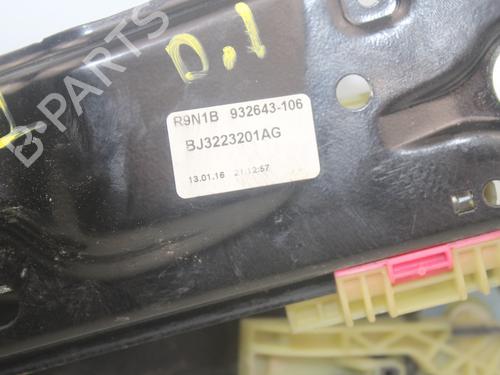 D.1
R9N1B 932643-106
BJ3223201AG
13.01.16 21:12:57
B-PARTS